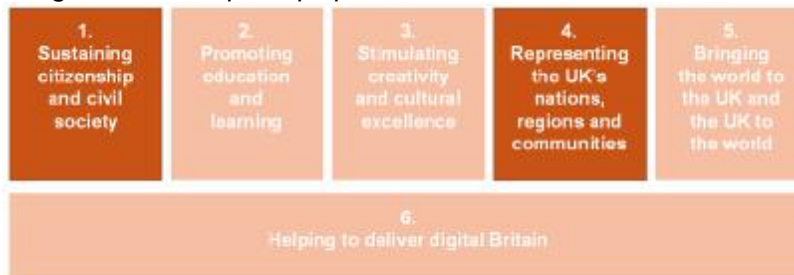 1.
Sustaining
citizenship
and civil
society
2.
Promoting
education
and
learning
3.
Stimulating
creativity
and cultural
excellence
4.
Representing
the UK's
nations,
regions and
communities
5.
Bringing
the world to
the UK and
the UK to
the world
6.
Helping to deliver digital Britain